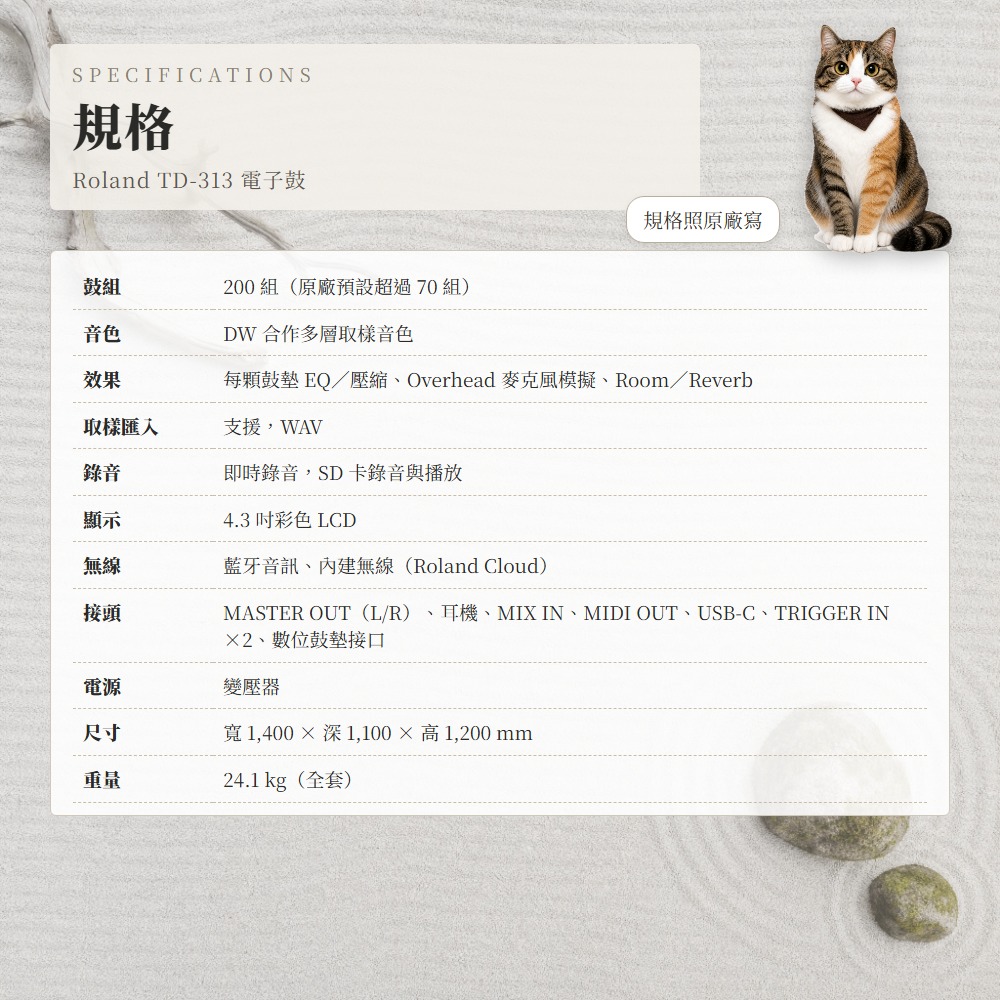 SPECIFICATIONS
規格
Roland TD-313 電子鼓
規格照原廠寫
鼓組 200 組（原廠預設超過 70 組）
音色 DW 合作多層取樣音色
效果 每顆鼓墊 EQ／壓縮、Overhead 麥克風模擬、Room／Reverb
取樣匯入 支援，WAV
錄音 即時錄音，SD 卡錄音與播放
顯示 4.3 吋彩色 LCD
無線 藍牙音訊、內建無線（Roland Cloud）
接頭 MASTER OUT（L/R）、耳機、MIX IN、MIDI OUT、USB-C、TRIGGER IN
×2、數位鼓墊接口
電源 變壓器
尺寸 寬 1,400 × 深 1,100 × 高 1,200 mm
重量 24.1 kg（全套）